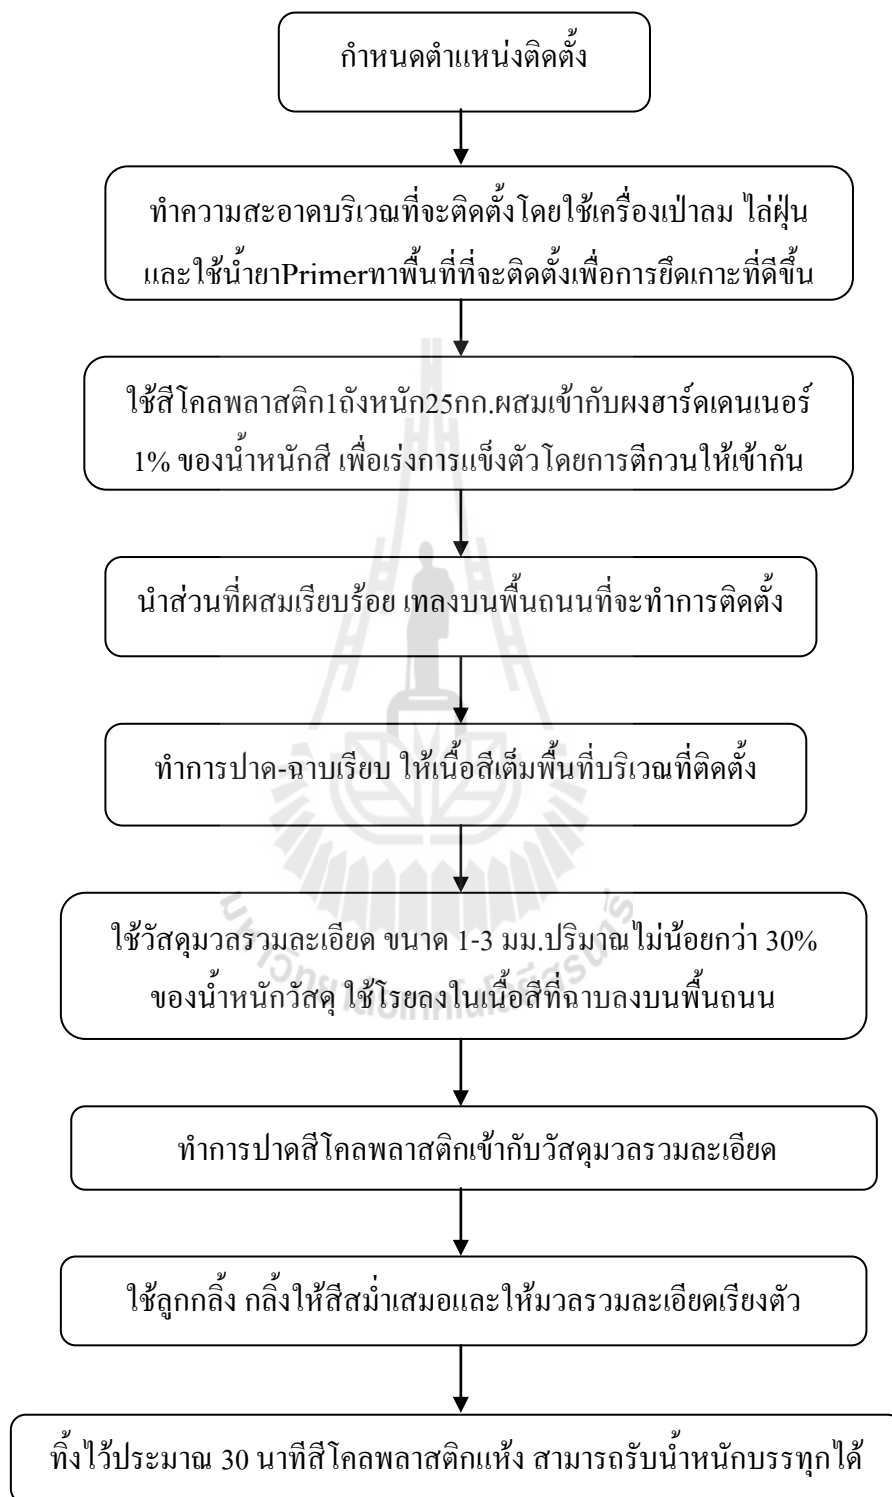 กำหนดตำแหน่งติดตั้ง
ทำความสะอาดบริเวณที่จะติดตั้งโดยใช้เครื่องเป่าลม ไล่ฝุ่น
และใช้น้ำยาPrimerทาพื้นที่ที่จะติดตั้งเพื่อการยึดเกาะที่ดีขึ้น
ใช้สีโคลพลาสติก1ถังหนัก25กก.ผสมเข้ากับผงฮาร์ดเดนเนอร์
1% ของน้ำหนักสี เพื่อเร่งการแข็งตัวโดยการตีกวนให้เข้ากัน
นำส่วนที่ผสมเรียบร้อย เทลงบนพื้นถนนที่จะทำการติดตั้ง
ทำการปาด-ฉาบเรียบ ให้เนื้อสีเต็มพื้นที่บริเวณที่ติดตั้ง
ใช้วัสดุมวลรวมละเอียด ขนาด 1-3 มม.ปริมาณไม่น้อยกว่า 30%
ของน้ำหนักวัสดุ ใช้โรยลงในเนื้อสีที่ฉาบลงบนพื้นถนน
มหาวิทยาลัยเทคโนโลยีสุรนารี
ทำการปาดสีโคลพลาสติกเข้ากับวัสดุมวลรวมละเอียด
ใช้ลูกกลิ้ง กลิ้งให้สีสม่ำเสมอและให้มวลรวมละเอียดเรียงตัว
ทิ้งไว้ประมาณ 30 นาทีสีโคลพลาสติกแห้ง สามารถรับน้ำหนักบรรทุกได้